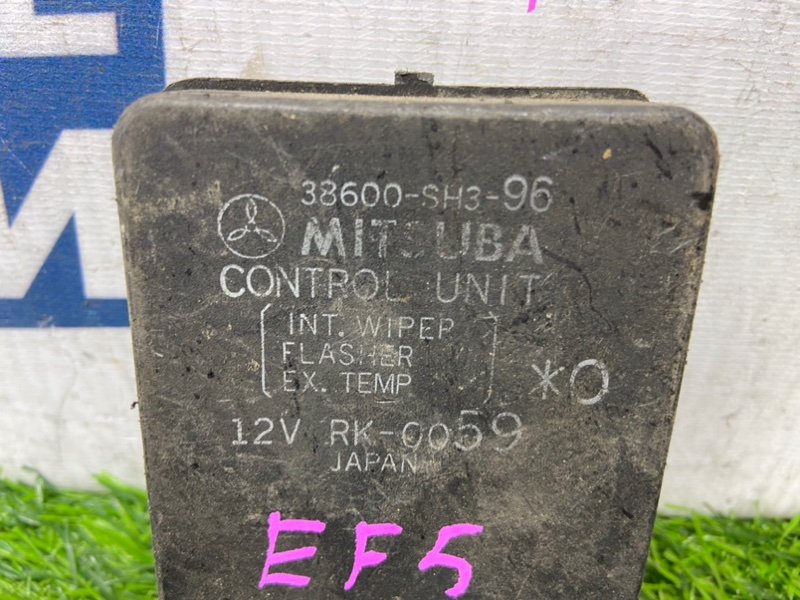 38600-SH3-96
MITSUBA
CONTROL UNIT
INT. WIPER
FLASHER
EX. TEMP
*0
12V RK-0059
JAPAN
EF5